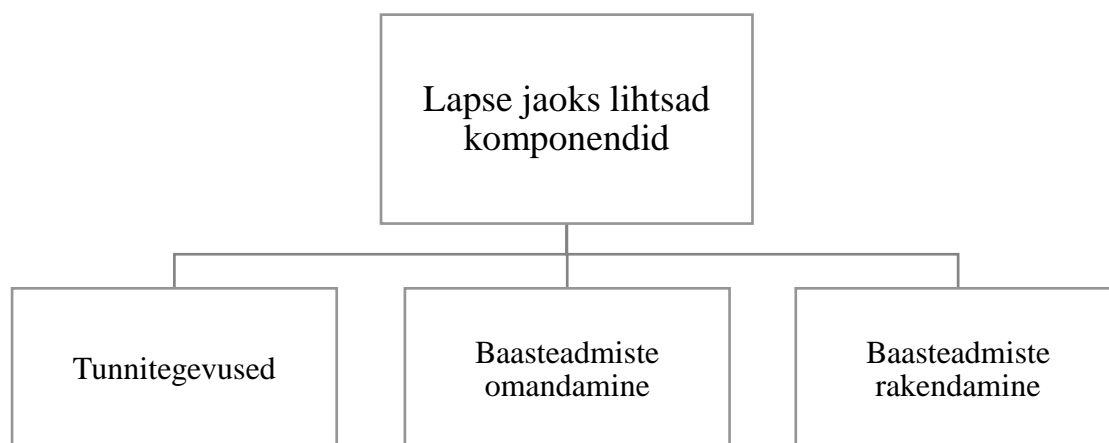 Lapse jaoks lihtsad
komponendid
Tunnitegevused
Baasteadmiste
omandamine
Baasteadmiste
rakendamine